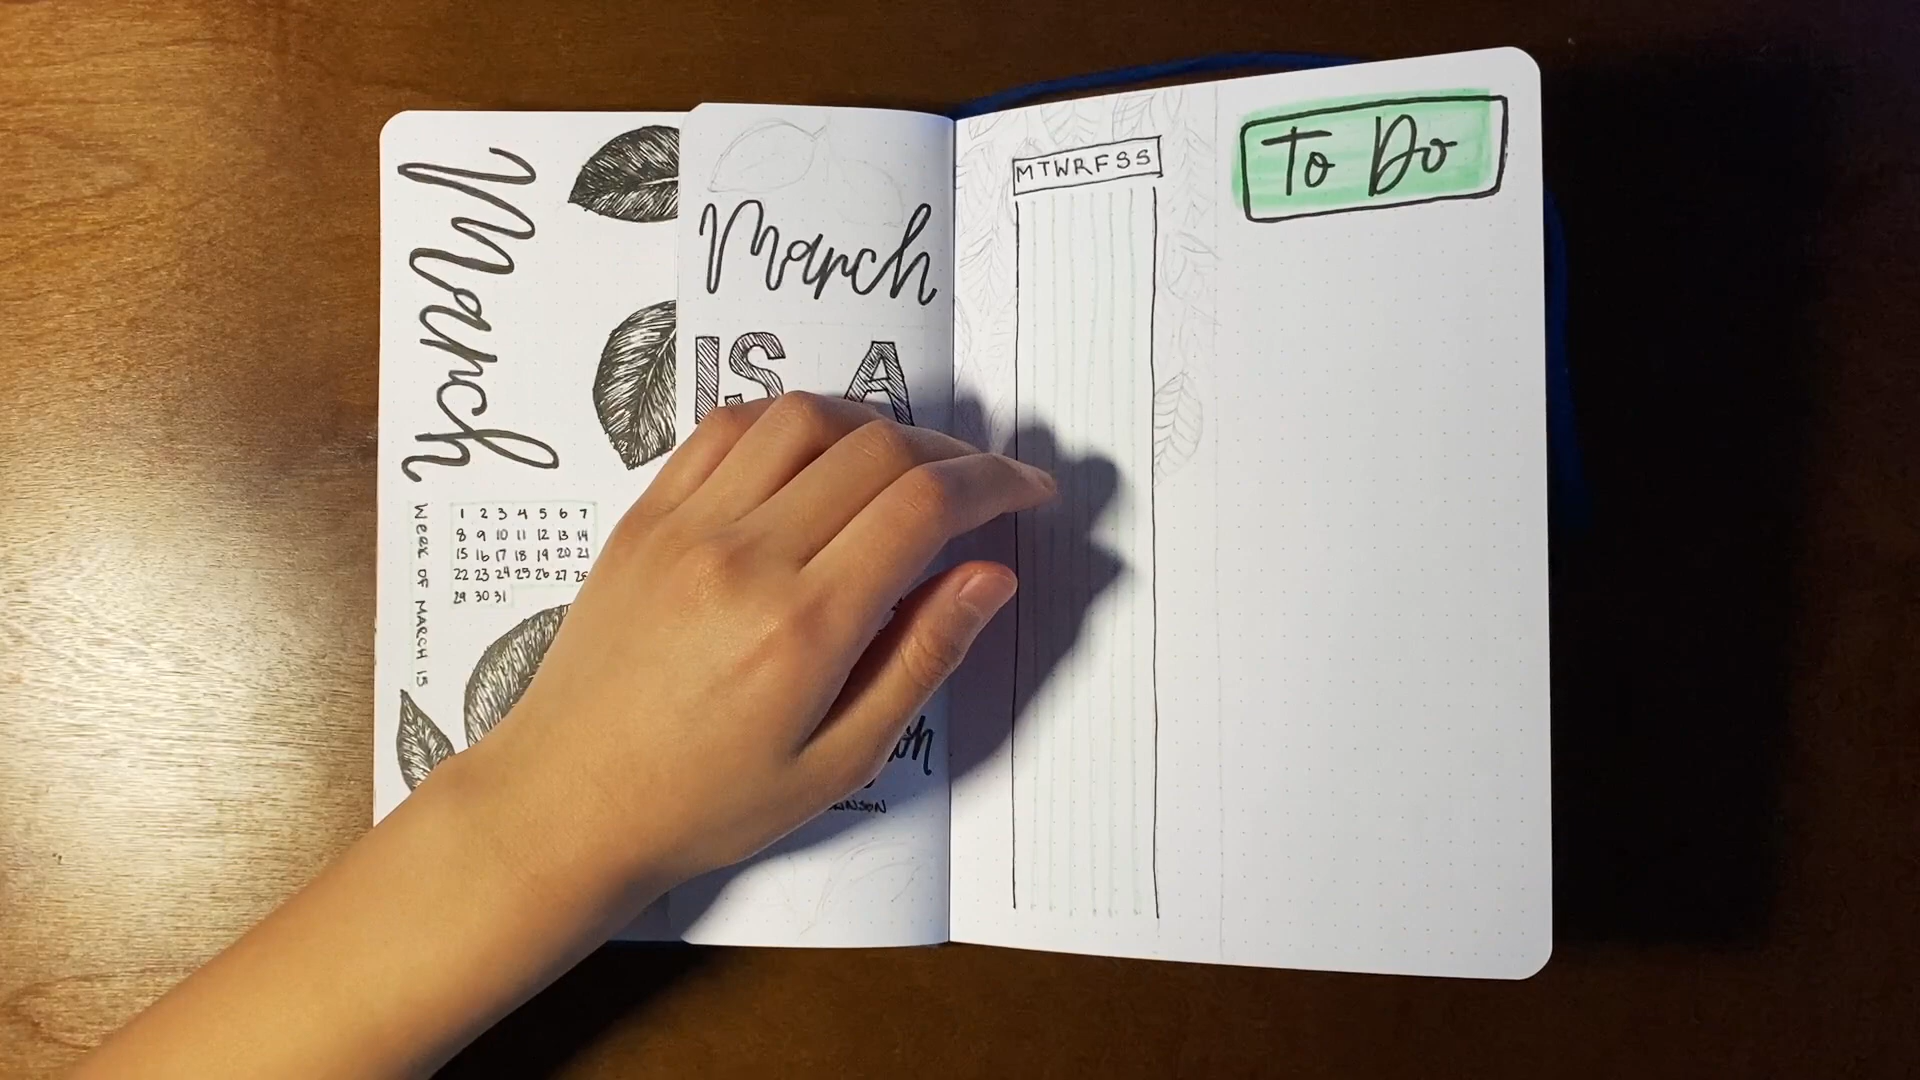 March
WEEK OF MARCH 15
1 2 3 4 5 6 7
8 9 10 11 12 13 14
15 16 17 18 19 20 21
22 23 24 25 26 27 28
29 30 31
March
IS A
MTWRFSS
To Do